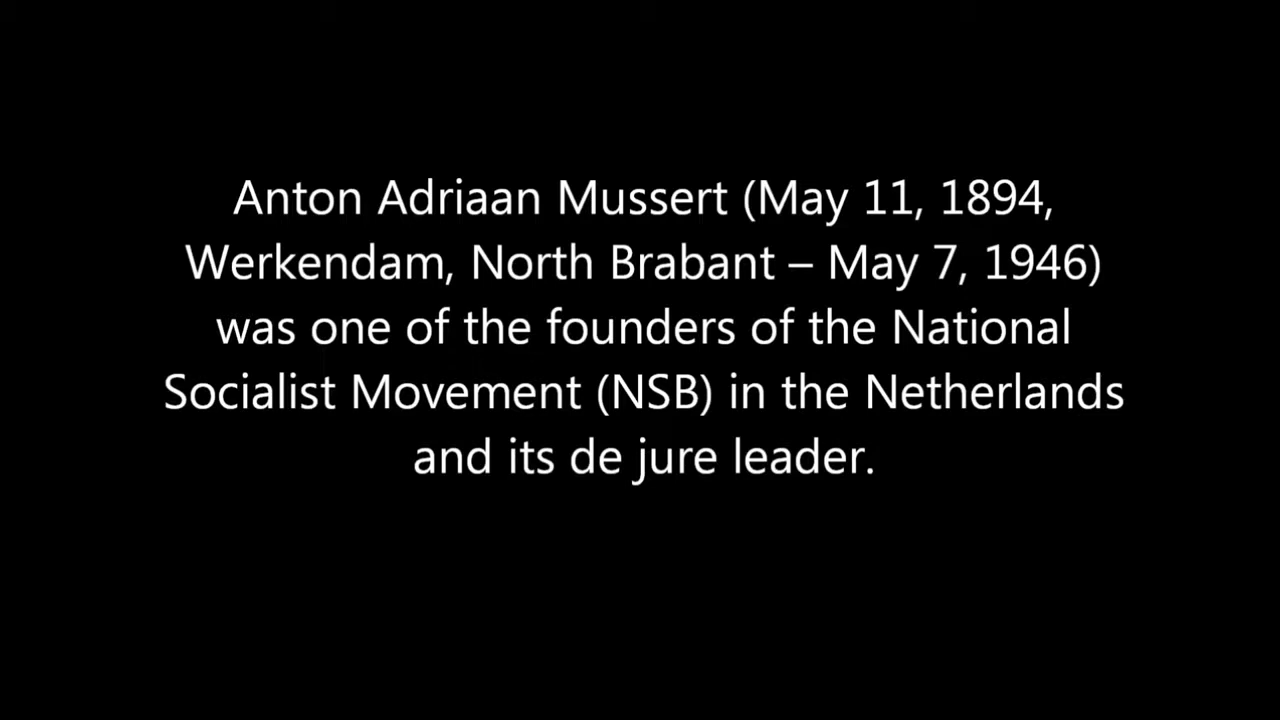 Anton Adriaan Mussert (May 11, 1894,
Werkendam, North Brabant – May 7, 1946)
was one of the founders of the National
Socialist Movement (NSB) in the Netherlands
and its de jure leader.